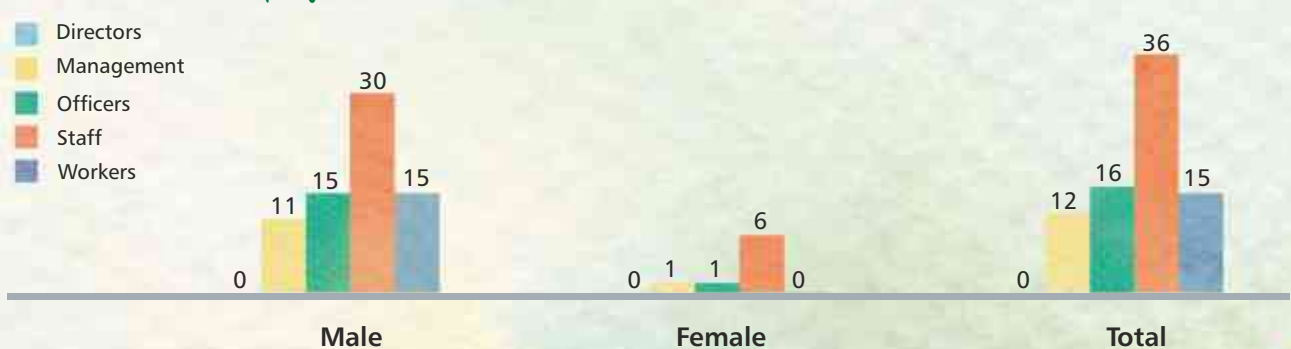 Directors
Management
Officers
Staff
Workers
0 11 15 30 15
0 1 1 6 0
0 12 16 36 15
Male Female Total